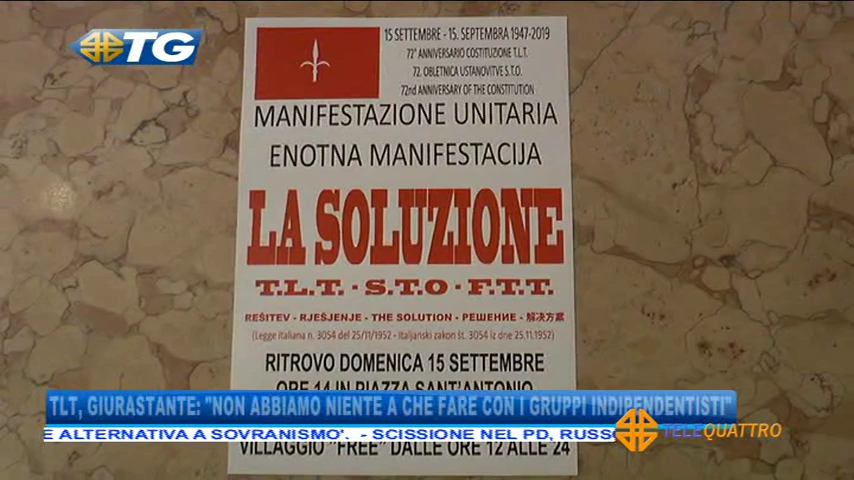 TG
15 SETTEMBRE - 15. SEPTEMBRA 1947-2019
72° ANNIVERSARIO COSTITUZIONE T.L.T.
72. OBLETNICA USTANOVITVE S.T.O.
72nd ANNIVERSARY OF THE CONSTITUTION
MANIFESTAZIONE UNITARIA
ENOTNA MANIFESTACIJA
LA SOLUZIONE
T.L.T. - S.T.O - F.T.T.
REŠITEV - RJEŠJENJE - THE SOLUTION - РЕШЕНИЕ - 解决方案
(Legge italiana n. 3054 del 25/11/1952 - Italjanski zakon št. 3054 iz dne 25.11.1952)
RITROVO DOMENICA 15 SETTEMBRE
ORE 14 IN PIAZZA SANT'ANTONIO
TLT, GIURASTANTE: "NON ABBIAMO NIENTE A CHE FARE CON I GRUPPI INDIPENDENTISTI"
E ALTERNATIVA A SOVRANISMO'. - SCISSIONE NEL PD, RUSSO
TELEQUATTRO
VILLAGGIO "FREE" DALLE ORE 12 ALLE 24